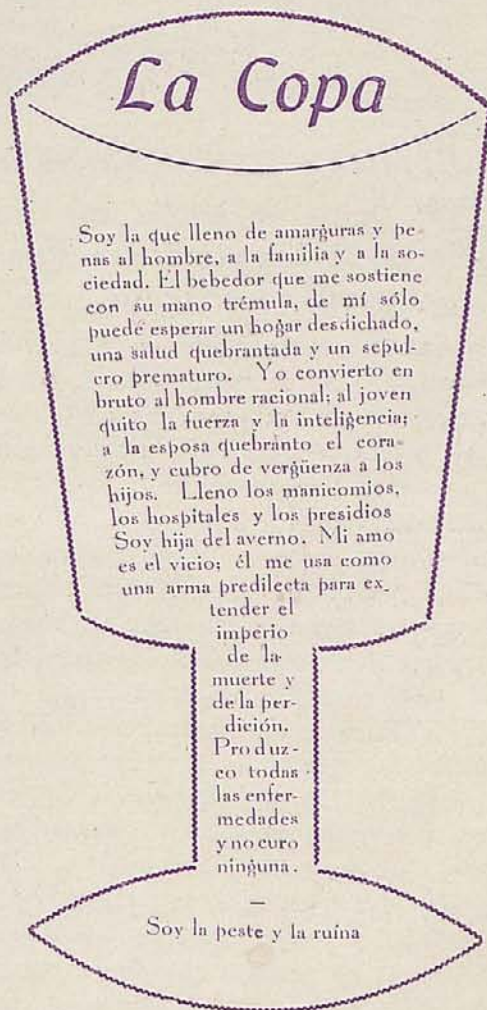 La Copa
Soy la que lleno de amarguras y pe-
nas al hombre, a la familia y a la so-
ciedad. El bebedor que me sostiene
con su mano trémula, de mí sólo
puede esperar un hogar desdichado,
una salud quebrantada y un sepul-
cro prematuro. Yo convierto en
bruto al hombre racional; al joven
quito la fuerza y la inteligencia;
a la esposa quebranto el cora-
zón, y cubro de vergüenza a los
hijos. Lleno los manicomios,
los hospitales y los presidios
Soy hija del averno. Mi amo
es el vicio; él me usa como
una arma predilecta para ex-
tender el
imperio
de la
muerte y
de la per-
dición.
Produz-
co todas
las enfer-
medades
y no curo
ninguna.
—
Soy la peste y la ruína